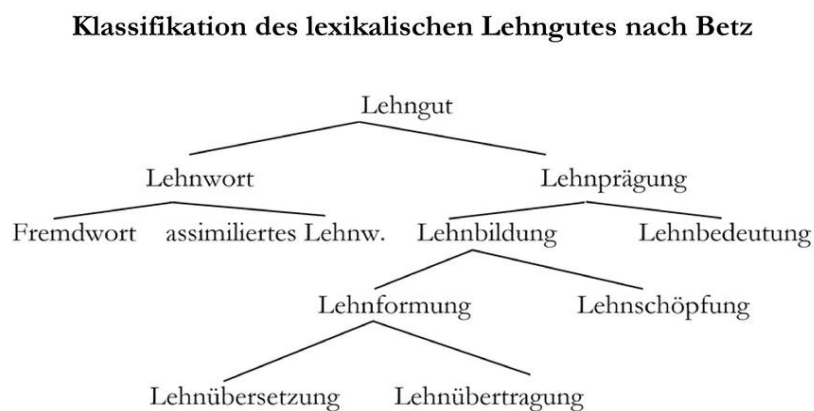 Klassifikation des lexikalischen Lehngutes nach Betz
Lehngut
Lehnwort Lehnprägung
Fremdwort assimiliertes Lehnw. Lehnbildung Lehnbedeutung
Lehnformung Lehnschöpfung
Lehnübersetzung Lehnübertragung